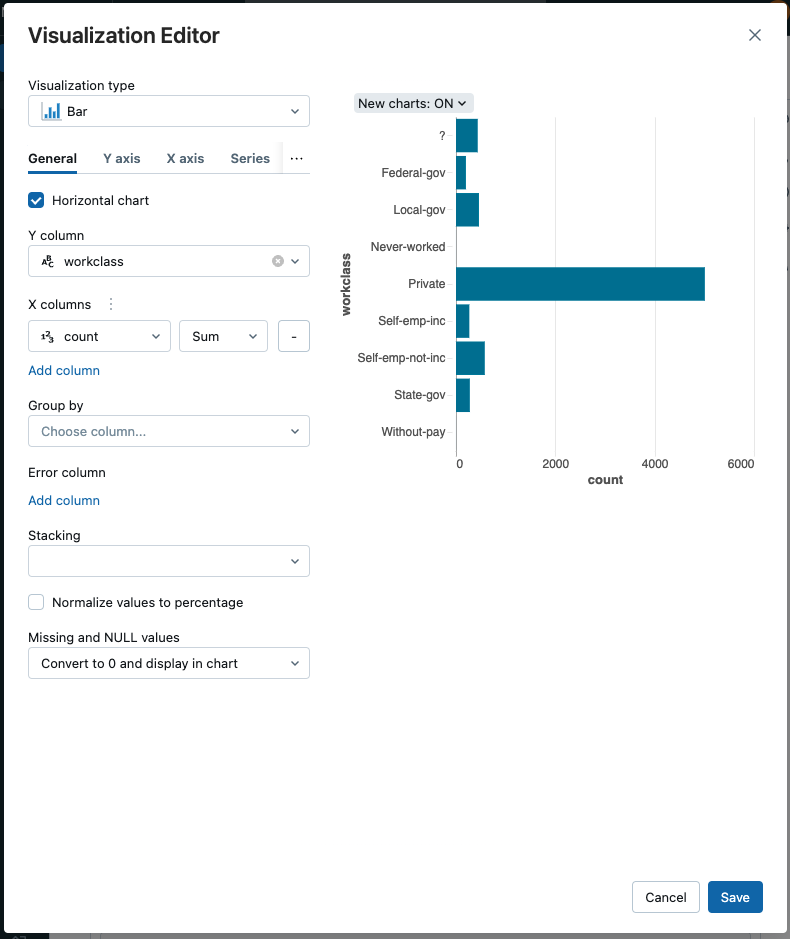 Visualization Editor
Visualization type
Bar
General Y axis X axis Series ...
Horizontal chart
Y column
ABC workclass
X columns
123 count Sum -
Add column
Group by
Choose column...
Error column
Add column
Stacking
Normalize values to percentage
Missing and NULL values
Convert to 0 and display in chart
New charts: ON
?
Federal-gov
Local-gov
Never-worked
Private
Self-emp-inc
Self-emp-not-inc
State-gov
Without-pay
workclass
0 2000 4000 6000
count
Cancel Save